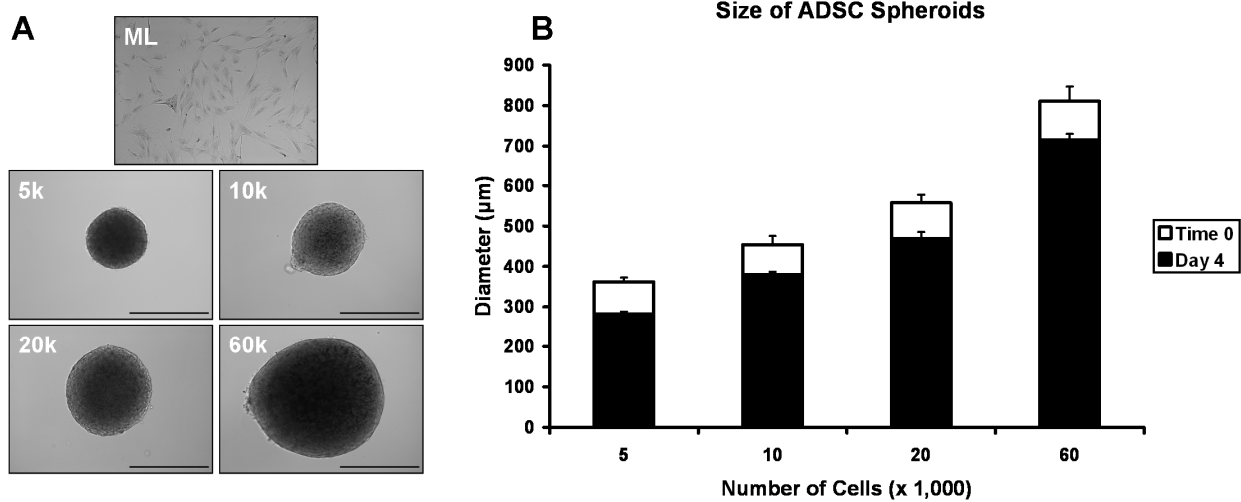 A
ML
5k
10k
20k
60k
B
Size of ADSC Spheroids
900
800
700
600
500
400
300
200
100
0
Diameter (µm)
5
10
20
60
Number of Cells (x 1,000)
Time 0
Day 4